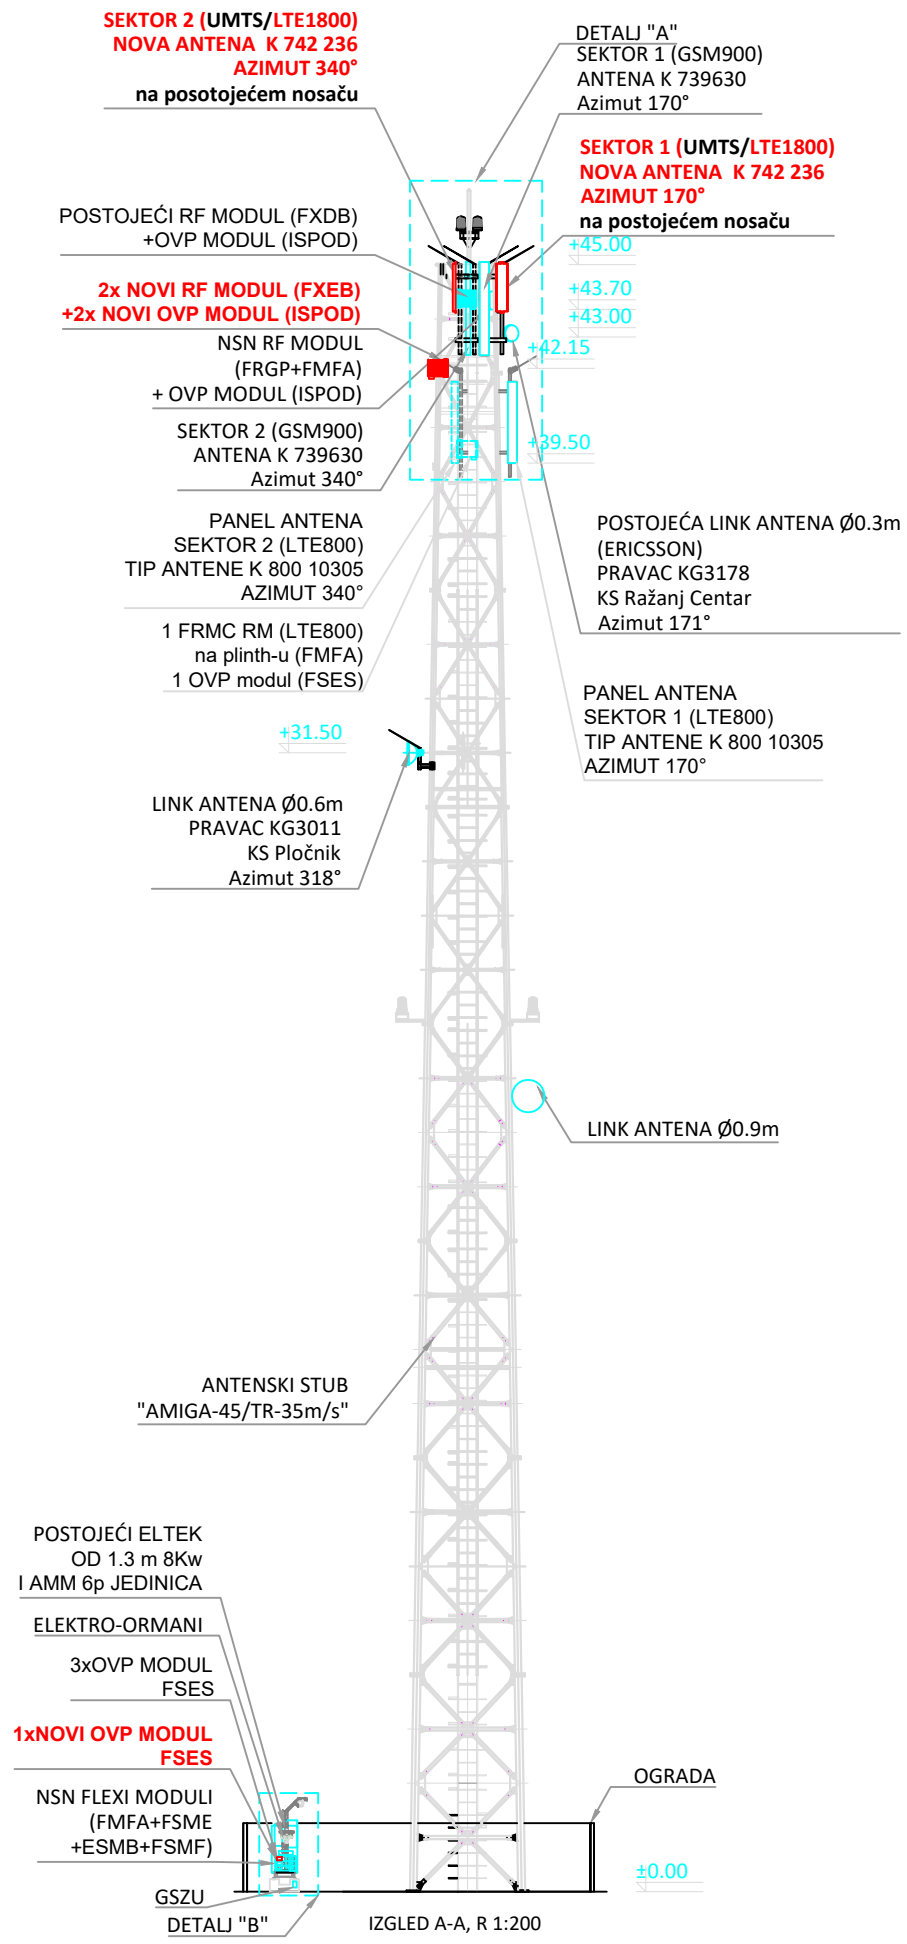 SEKTOR 2 (UMTS/LTE1800)
NOVA ANTENA K 742 236
AZIMUT 340°
na posotojećem nosaču
DETALJ "A"
SEKTOR 1 (GSM900)
ANTENA K 739630
Azimut 170°
SEKTOR 1 (UMTS/LTE1800)
NOVA ANTENA K 742 236
AZIMUT 170°
na postojećem nosaču
POSTOJEĆI RF MODUL (FXDB)
+OVP MODUL (ISPOD)
+45.00
2x NOVI RF MODUL (FXEB)
+2x NOVI OVP MODUL (ISPOD)
+43.70
+43.00
NSN RF MODUL
(FRGP+FMFA)
+ OVP MODUL (ISPOD)
+42.15
SEKTOR 2 (GSM900)
ANTENA K 739630
Azimut 340°
+39.50
PANEL ANTENA
SEKTOR 2 (LTE800)
TIP ANTENE K 800 10305
AZIMUT 340°
POSTOJEĆA LINK ANTENA Ø0.3m
(ERICSSON)
PRAVAC KG3178
KS Ražanj Centar
Azimut 171°
1 FRMC RM (LTE800)
na plinth-u (FMFA)
1 OVP modul (FSES)
PANEL ANTENA
SEKTOR 1 (LTE800)
TIP ANTENE K 800 10305
AZIMUT 170°
+31.50
LINK ANTENA Ø0.6m
PRAVAC KG3011
KS Pločnik
Azimut 318°
LINK ANTENA Ø0.9m
ANTENSKI STUB
"AMIGA-45/TR-35m/s"
POSTOJEĆI ELTEK
OD 1.3 m 8Kw
I AMM 6p JEDINICA
ELEKTRO-ORMANI
3xOVP MODUL
FSES
1xNOVI OVP MODUL
FSES
NSN FLEXI MODULI
(FMFA+FSME
+ESMB+FSMF)
OGRADA
±0.00
GSZU
DETALJ "B"
IZGLED A-A, R 1:200